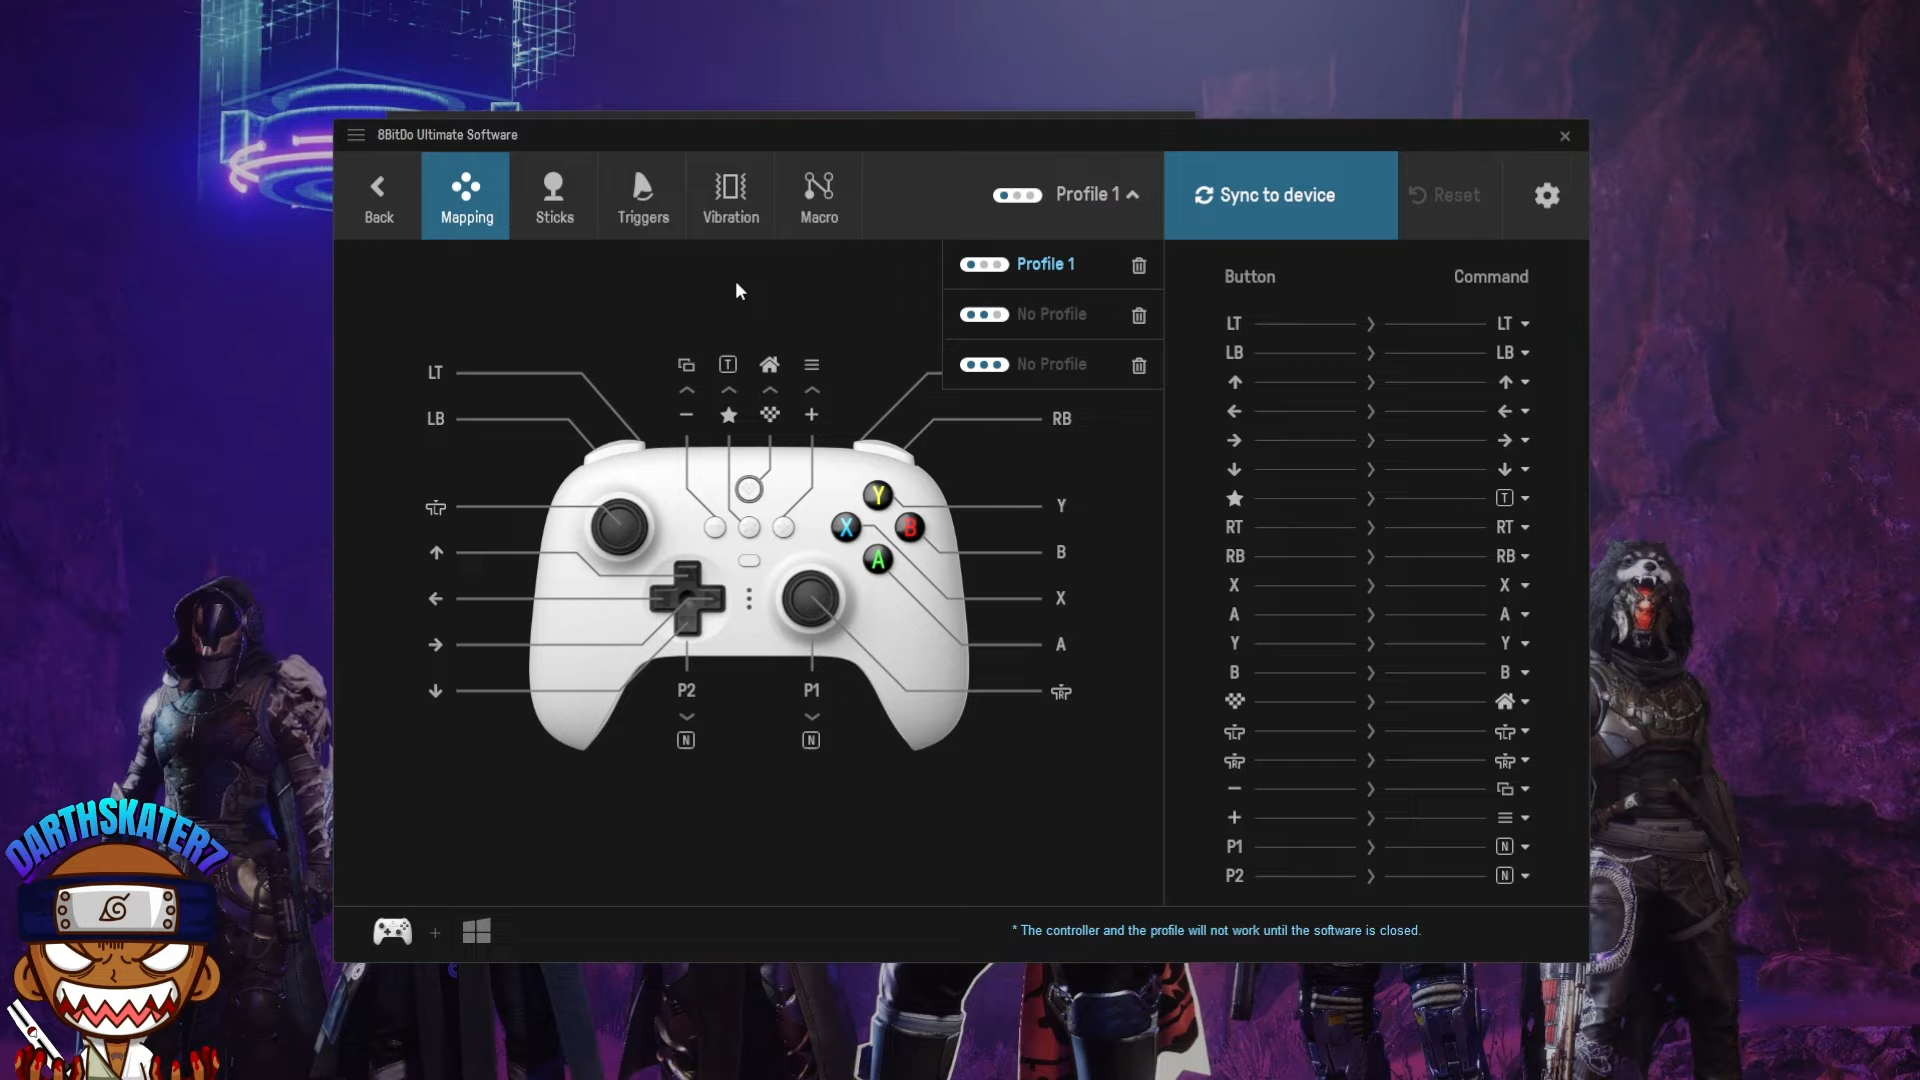 8BitDo Ultimate Software
Back
Mapping
Sticks
Triggers
Vibration
Macro
Profile 1
Sync to device
Reset
Profile 1
No Profile
No Profile
Button
Command
LT
LB
T
RB
Y
B
X
A
P2
P1
N
N
Y
X
B
A
LT LT
LB LB
T
RT RT
RB RB
X X
A A
Y Y
B B
P1 N
P2 N
* The controller and the profile will not work until the software is closed.
DARTHSKATER7